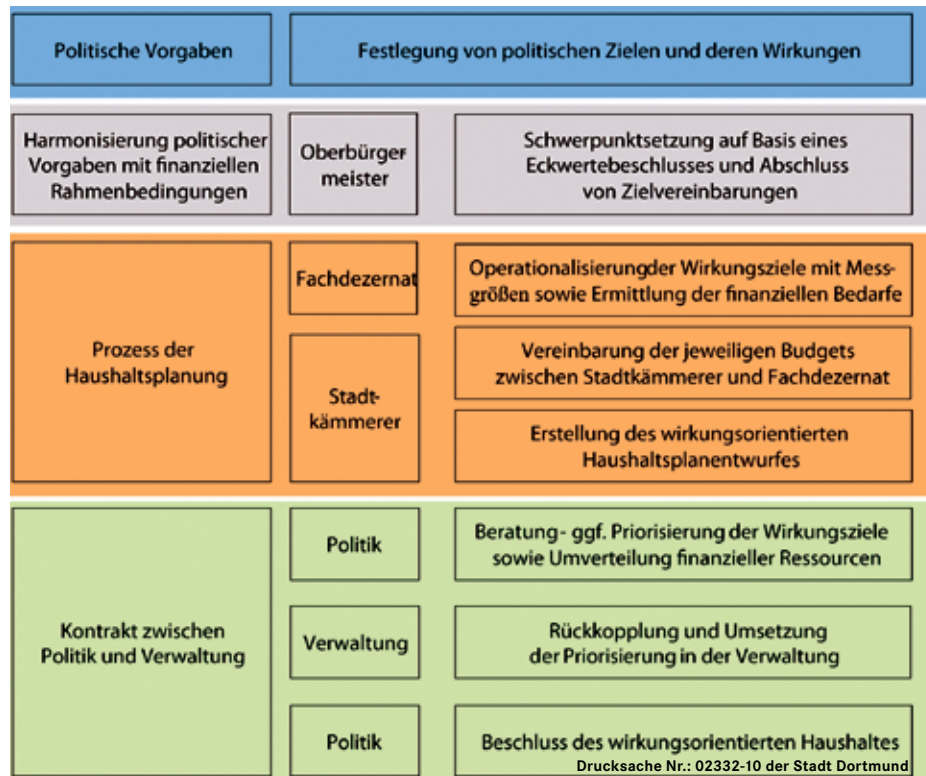 Politische Vorgaben
Festlegung von politischen Zielen und deren Wirkungen
Harmonisierung politischer
Vorgaben mit finanziellen
Rahmenbedingungen
Oberbürger
meister
Schwerpunktsetzung auf Basis eines
Eckwertebeschlusses und Abschluss
von Zielvereinbarungen
Prozess der
Haushaltsplanung
Fachdezernat
Operationalisierungder Wirkungsziele mit Mess-
größen sowie Ermittlung der finanziellen Bedarfe
Stadt-
kämmerer
Vereinbarung der jeweiligen Budgets
zwischen Stadtkämmerer und Fachdezernat
Erstellung des wirkungsorientierten
Haushaltsplanentwurfes
Kontrakt zwischen
Politik und Verwaltung
Politik
Beratung- ggf. Priorisierung der Wirkungsziele
sowie Umverteilung finanzieller Ressourcen
Verwaltung
Rückkopplung und Umsetzung
der Priorisierung in der Verwaltung
Politik
Beschluss des wirkungsorientierten Haushaltes
Drucksache Nr.: 02332-10 der Stadt Dortmund